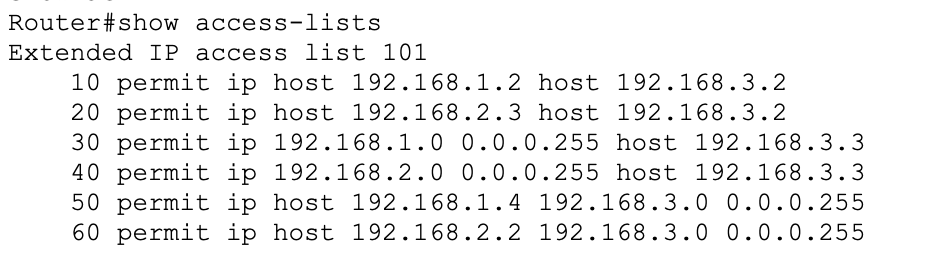 Router#show access-lists
Extended IP access list 101
    10 permit ip host 192.168.1.2 host 192.168.3.2
    20 permit ip host 192.168.2.3 host 192.168.3.2
    30 permit ip 192.168.1.0 0.0.0.255 host 192.168.3.3
    40 permit ip 192.168.2.0 0.0.0.255 host 192.168.3.3
    50 permit ip host 192.168.1.4 192.168.3.0 0.0.0.255
    60 permit ip host 192.168.2.2 192.168.3.0 0.0.0.255